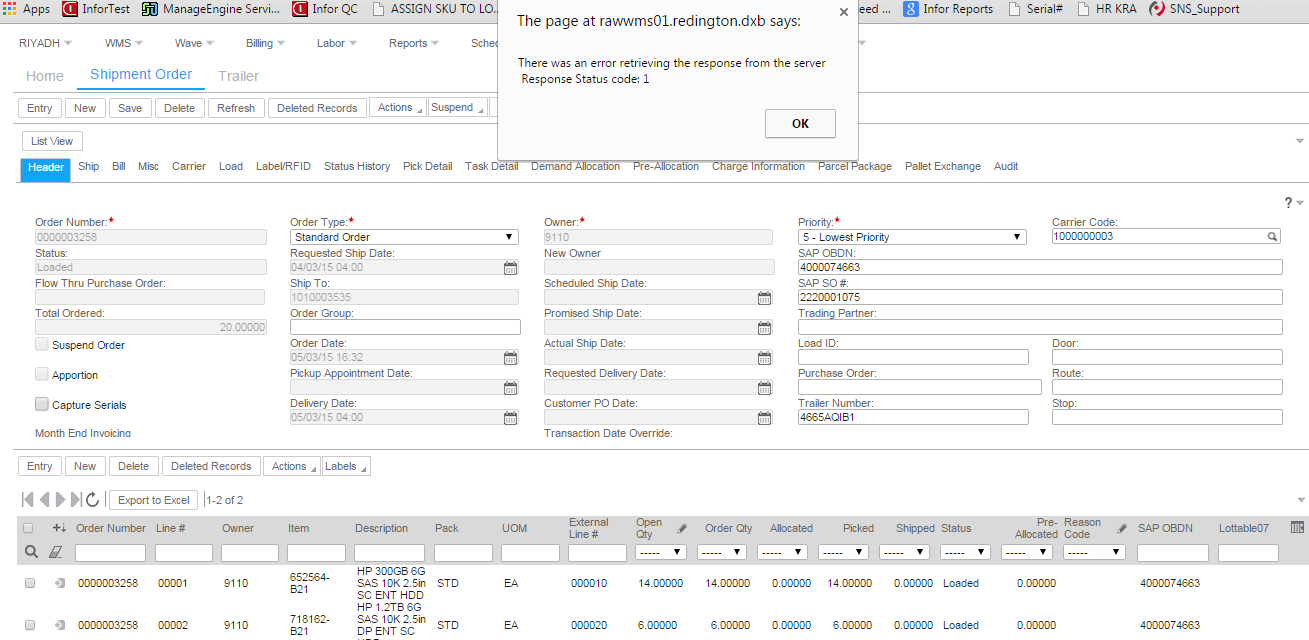 Apps InforTest ManageEngine Servi... Infor QC ASSIGN SKU TO LO... eed ... Infor Reports Serial# HR KRA SNS_Support
The page at rawwms01.redington.dxb says:
There was an error retrieving the response from the server
Response Status code: 1
OK
RIYADH WMS Wave Billing Labor Reports Sched
Home Shipment Order Trailer
Entry New Save Delete Refresh Deleted Records Actions Suspend
List View
Header Ship Bill Misc Carrier Load Label/RFID Status History Pick Detail Task Detail Demand Allocation Pre-Allocation Charge Information Parcel Package Pallet Exchange Audit
?
Order Number:* Order Type:* Owner:* Priority:* Carrier Code:
0000003258 Standard Order 9110 5 - Lowest Priority 1000000003
Status: Requested Ship Date: New Owner SAP OBDN:
Loaded 04/03/15 04:00 4000074663
Flow Thru Purchase Order: Ship To: Scheduled Ship Date: SAP SO #:
1010003535 2220001075
Total Ordered: Order Group: Promised Ship Date: Trading Partner:
20.00000
Suspend Order Order Date: Actual Ship Date: Load ID: Door:
05/03/15 16:32
Apportion Pickup Appointment Date: Requested Delivery Date: Purchase Order: Route:
Capture Serials Delivery Date: Customer PO Date: Trailer Number: Stop:
05/03/15 04:00 4665AQIB1
Month End Invoicing Transaction Date Override:
Entry New Delete Deleted Records Actions Labels
Export to Excel 1-2 of 2
Order Number Line # Owner Item Description Pack UOM External Line # Open Qty Order Qty Allocated Picked Shipped Status Pre-Allocated Reason Code SAP OBDN Lottable07
----- ----- ----- ----- ----- ----- ----- -----
0000003258 00001 9110 652564-B21 HP 300GB 6G SAS 10K 2.5in SC ENT HDD STD EA 000010 14.00000 14.00000 0.00000 14.00000 0.00000 Loaded 0.00000 4000074663
0000003258 00002 9110 718162-B21 HP 1.2TB 6G SAS 10K 2.5in DP ENT SC STD EA 000020 6.00000 6.00000 0.00000 6.00000 0.00000 Loaded 0.00000 4000074663